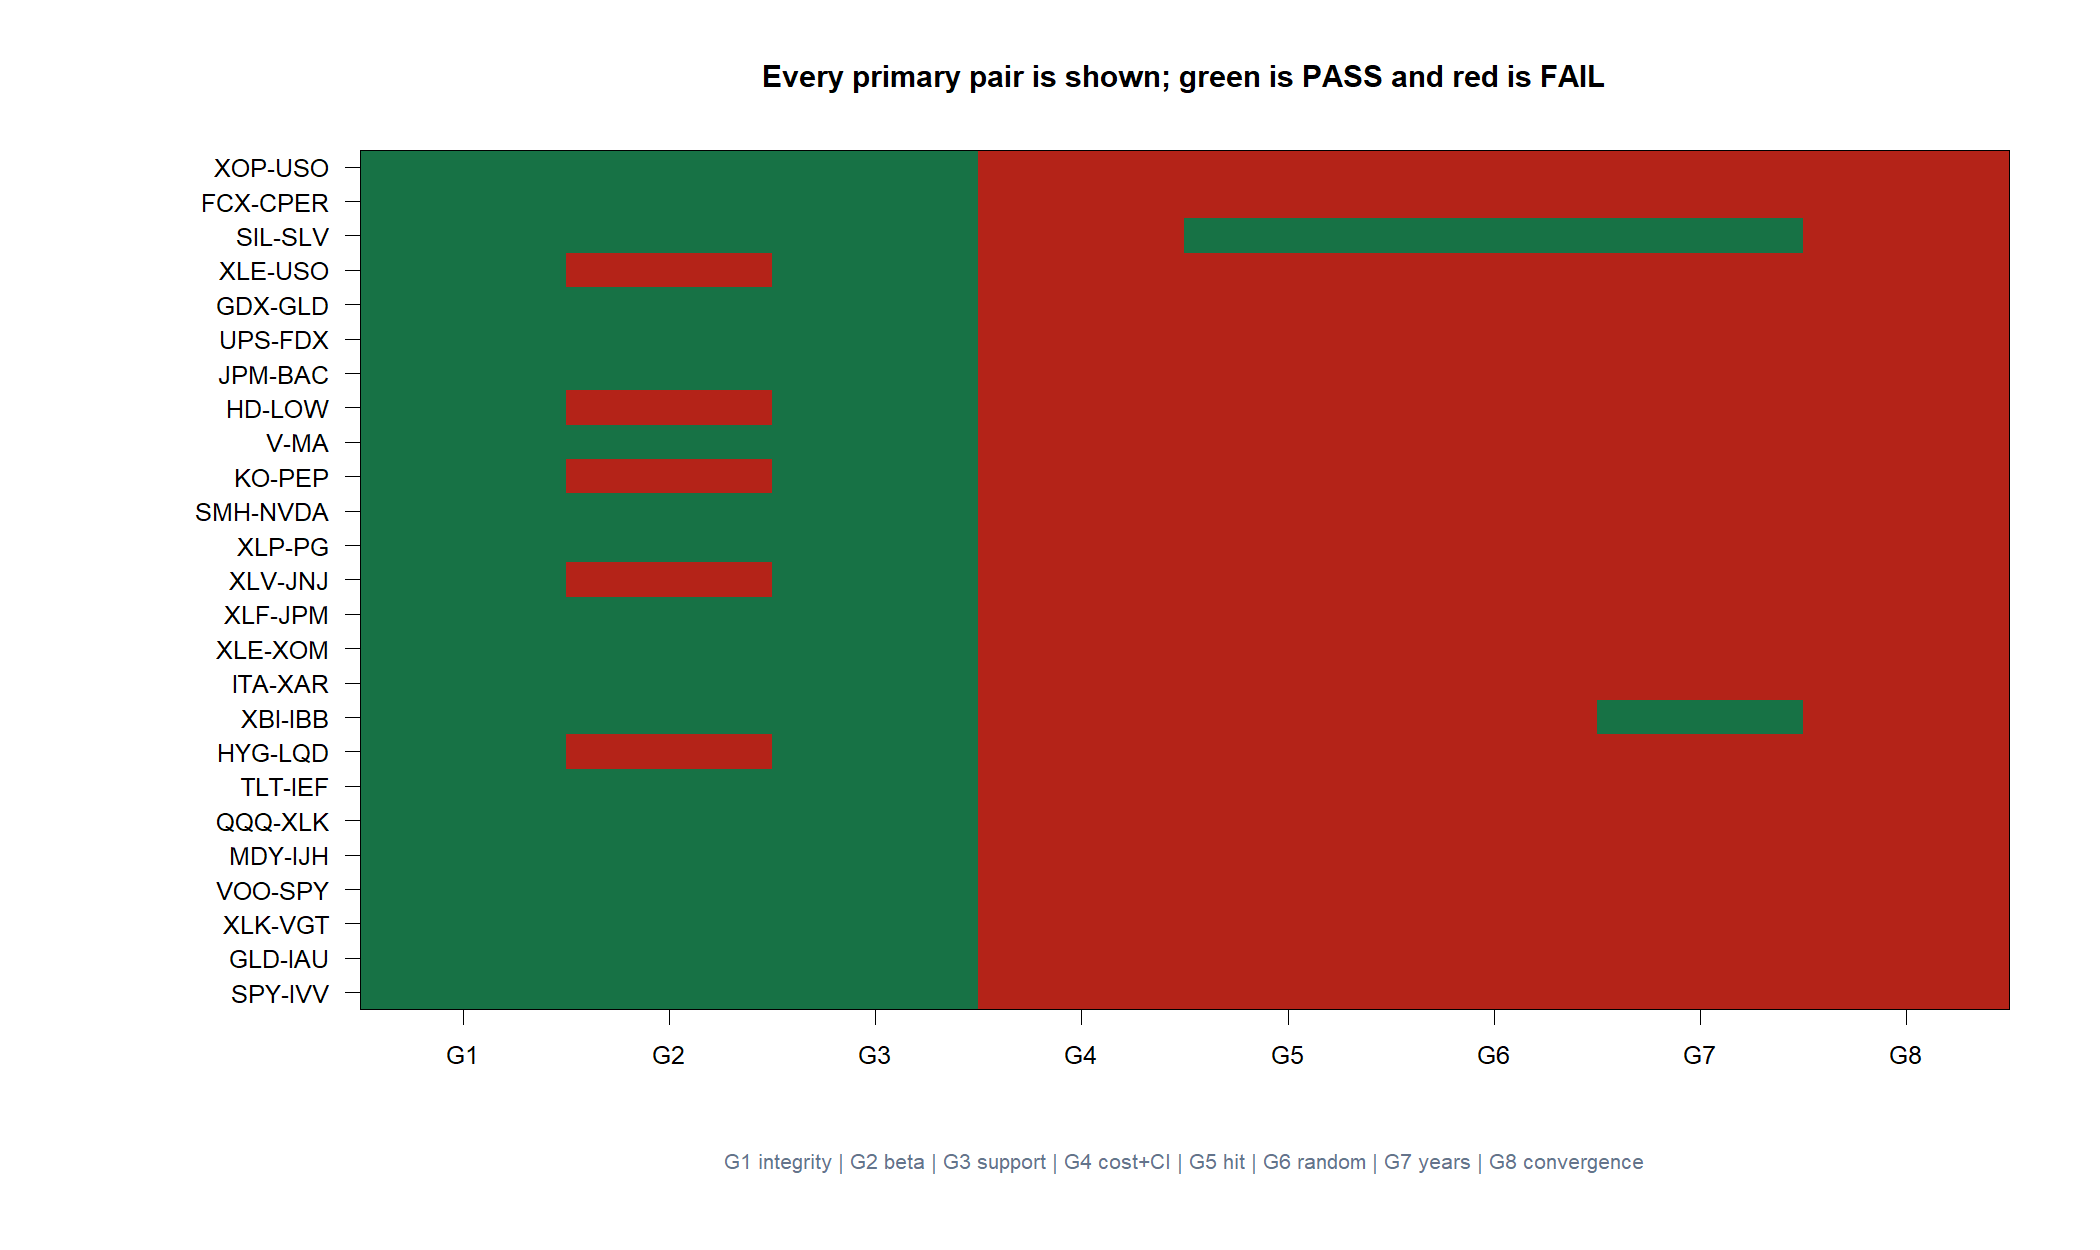 Every primary pair is shown; green is PASS and red is FAIL
XOP-USO
FCX-CPER
SIL-SLV
XLE-USO
GDX-GLD
UPS-FDX
JPM-BAC
HD-LOW
V-MA
KO-PEP
SMH-NVDA
XLP-PG
XLV-JNJ
XLF-JPM
XLE-XOM
ITA-XAR
XBI-IBB
HYG-LQD
TLT-IEF
QQQ-XLK
MDY-IJH
VOO-SPY
XLK-VGT
GLD-IAU
SPY-IVV
G1 G2 G3 G4 G5 G6 G7 G8
G1 integrity | G2 beta | G3 support | G4 cost+CI | G5 hit | G6 random | G7 years | G8 convergence